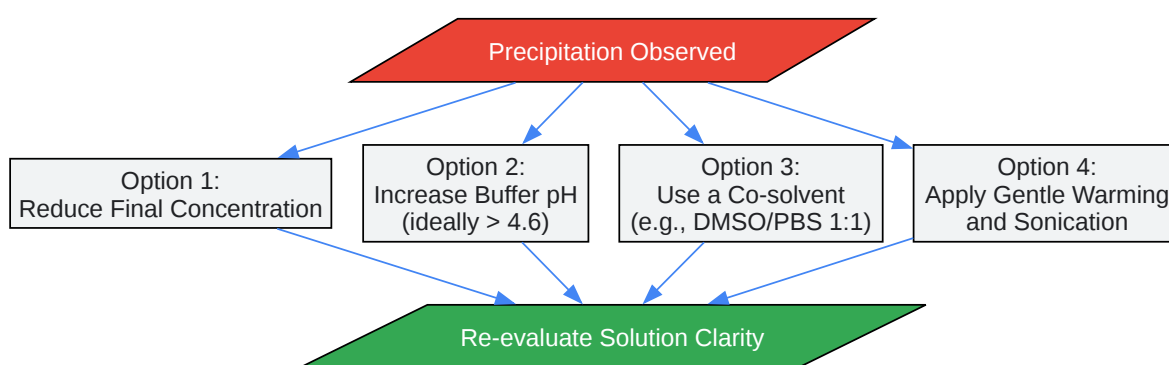 Precipitation Observed
Option 1:
Reduce Final Concentration
Option 2:
Increase Buffer pH
(ideally > 4.6)
Option 3:
Use a Co-solvent
(e.g., DMSO/PBS 1:1)
Option 4:
Apply Gentle Warming
and Sonication
Re-evaluate Solution Clarity